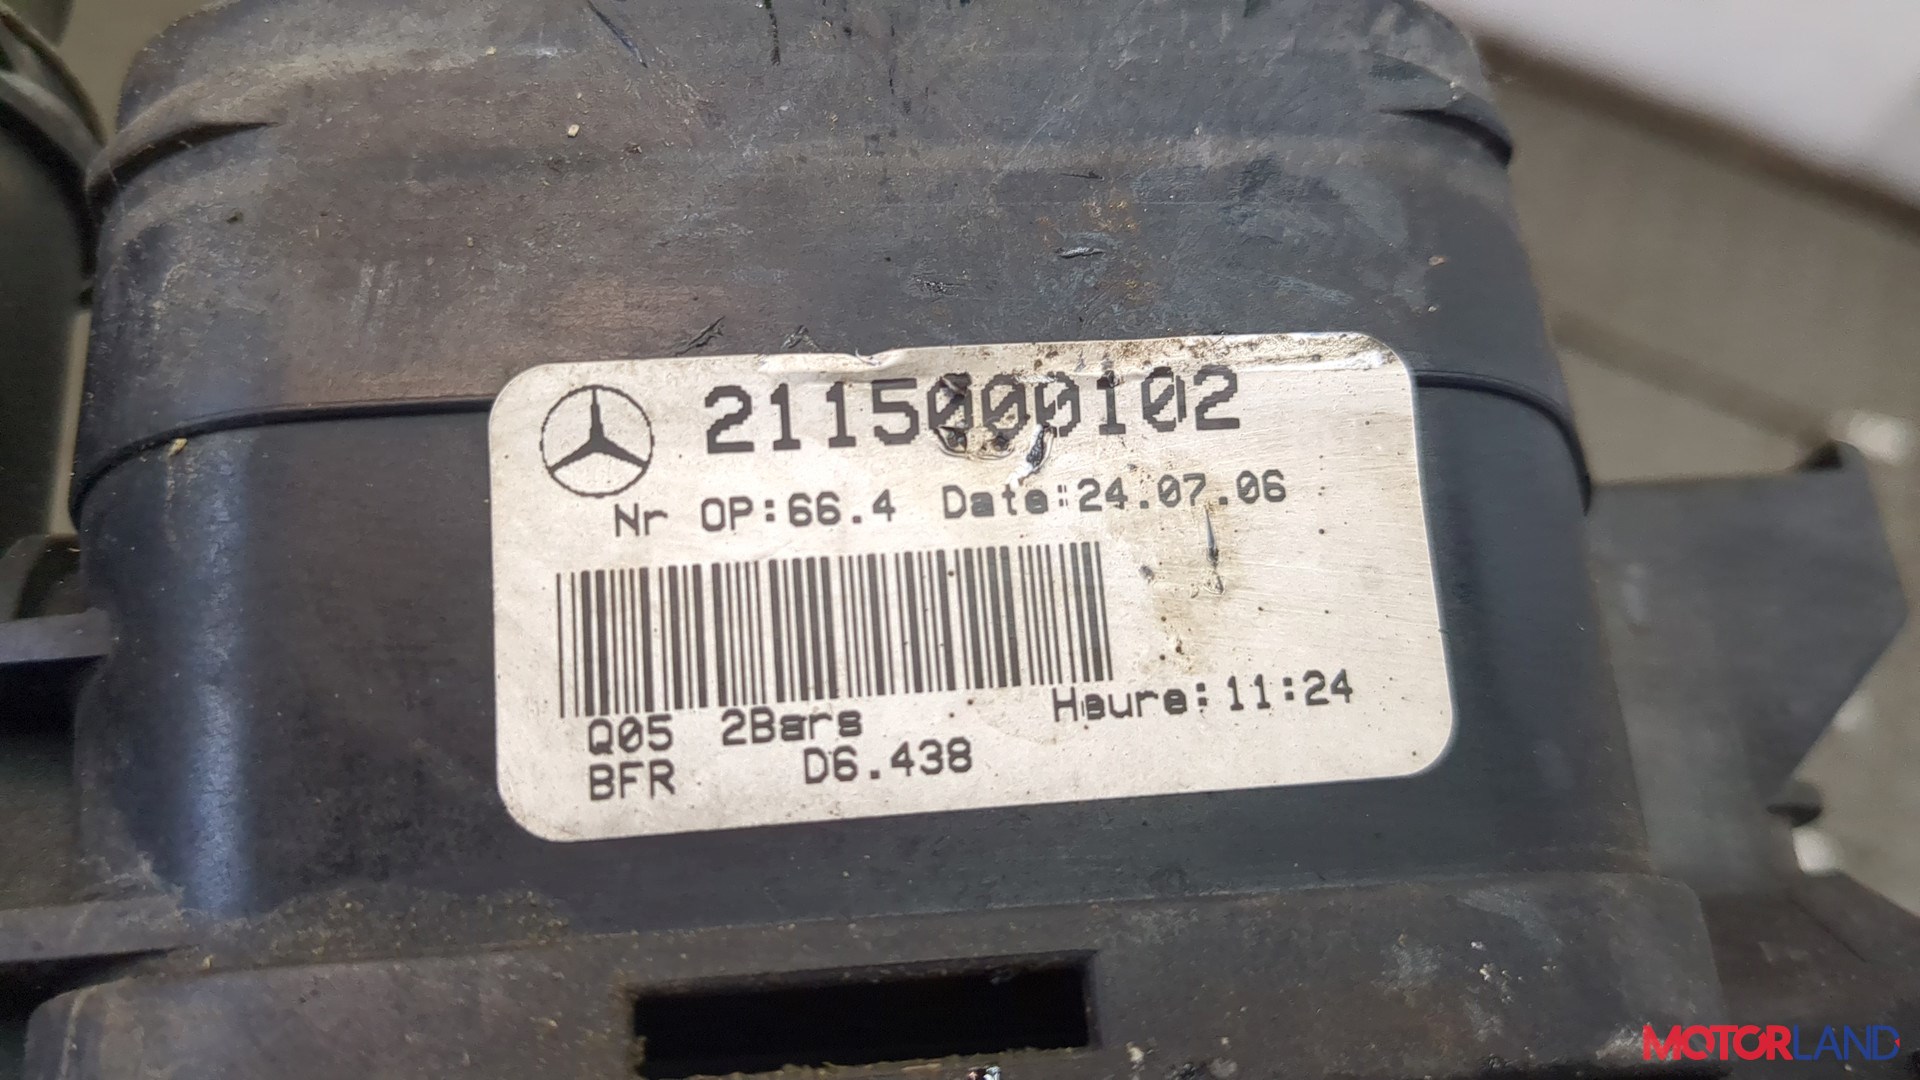 2115000102
Nr OP:66.4 Date:24.07.06
Heure:11:24
Q05 2Bars
BFR D6.438
MOTORLAND